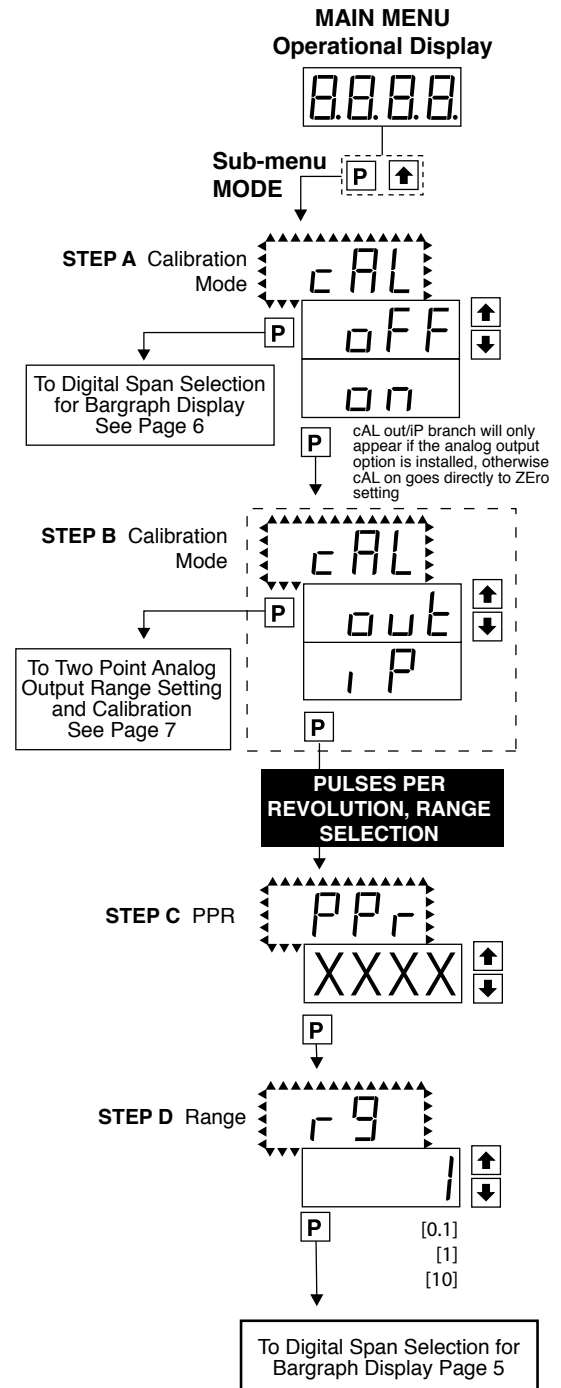 MAIN MENU
Operational Display
8.8.8.8.
Sub-menu
MODE
P
STEP A Calibration
Mode
cAL
oFF
on
P
To Digital Span Selection
for Bargraph Display
See Page 6
P
cAL out/iP branch will only
appear if the analog output
option is installed, otherwise
cAL on goes directly to ZEro
setting
STEP B Calibration
Mode
cAL
out
iP
P
To Two Point Analog
Output Range Setting
and Calibration
See Page 7
P
PULSES PER
REVOLUTION, RANGE
SELECTION
STEP C PPR
PPr
XXXX
P
STEP D Range
rg
1
P
[0.1]
[1]
[10]
To Digital Span Selection for
Bargraph Display Page 5